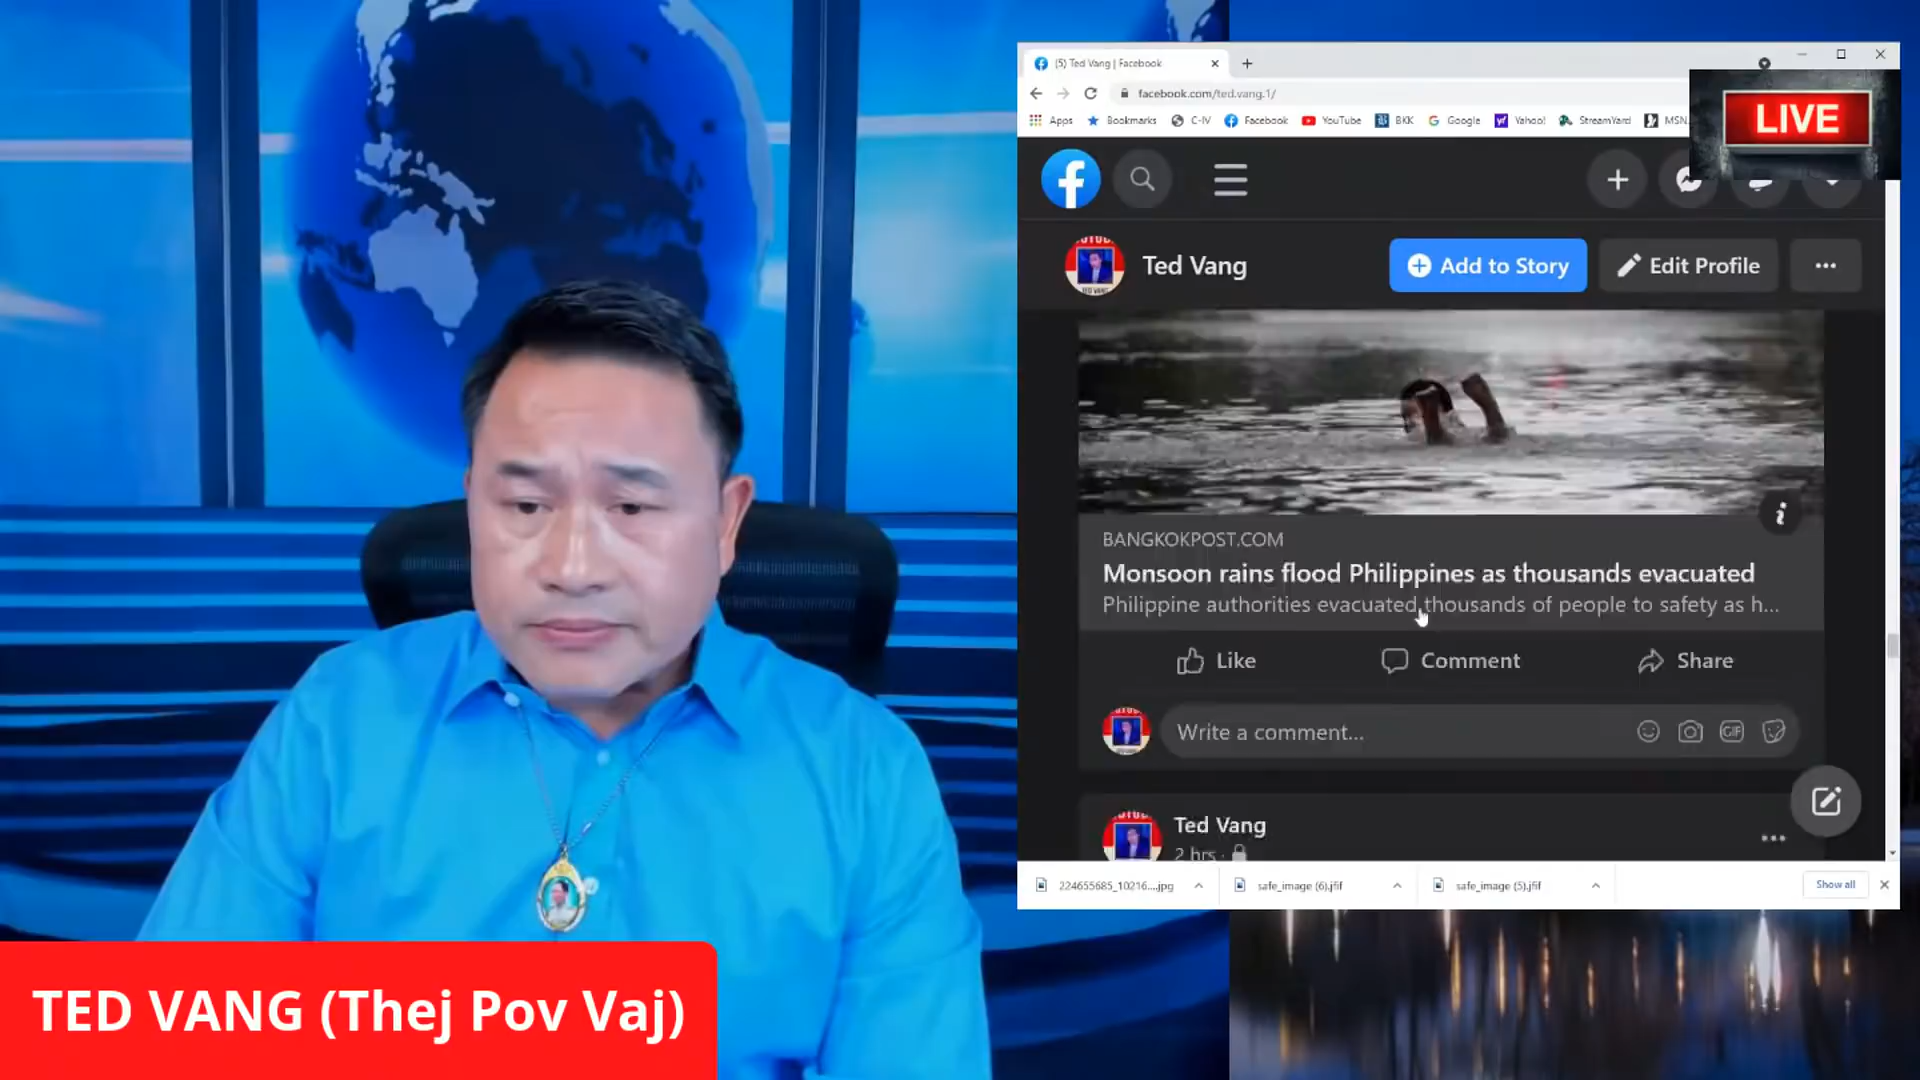 (5) Ted Vang | Facebook
facebook.com/ted.vang.1/
Apps Bookmarks C-IV Facebook YouTube BKK Google Yahoo! StreamYard MSN
LIVE
Ted Vang
Add to Story
Edit Profile
BANGKOKPOST.COM
Monsoon rains flood Philippines as thousands evacuated
Philippine authorities evacuated thousands of people to safety as h...
Like Comment Share
Write a comment...
GIF
Ted Vang
2 hrs ·
224655685_10216....jpg
safe_image (6).jfif
safe_image (5).jfif
Show all
TED VANG (Thej Pov Vaj)